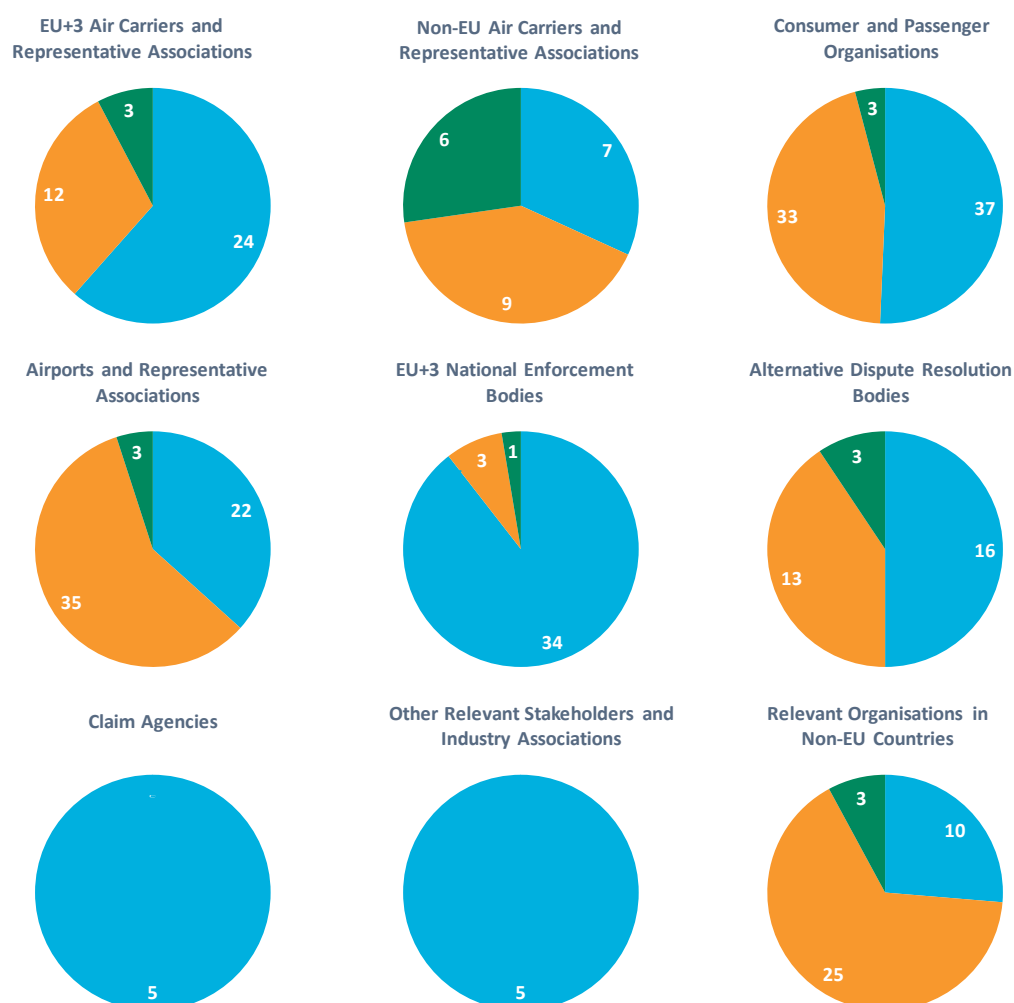 EU+3 Air Carriers and
Representative Associations
Non-EU Air Carriers and
Representative Associations
Consumer and Passenger
Organisations
3
12
24
6
7
9
3
33
37
Airports and Representative
Associations
EU+3 National Enforcement
Bodies
Alternative Dispute Resolution
Bodies
3
22
35
3
1
34
3
16
13
Claim Agencies
Other Relevant Stakeholders and
Industry Associations
Relevant Organisations in
Non-EU Countries
5
5
3
10
25